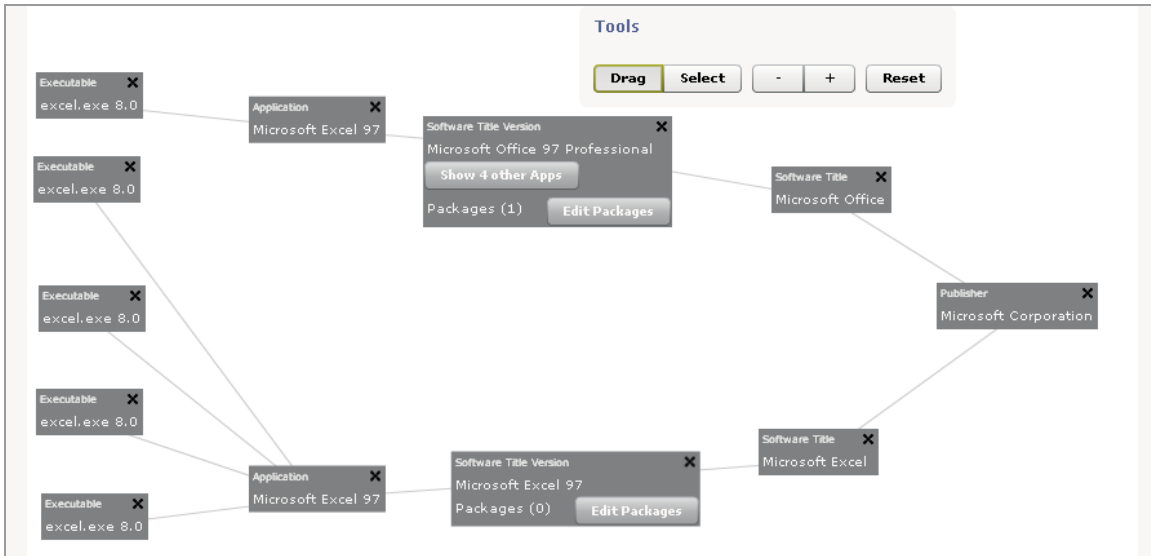 Tools
Drag Select - + Reset
Executable
excel.exe 8.0
Application
Microsoft Excel 97
Software Title Version
Microsoft Office 97 Professional
Show 4 other Apps
Packages (1) Edit Packages
Software Title
Microsoft Office
Executable
excel.exe 8.0
Executable
excel.exe 8.0
Publisher
Microsoft Corporation
Executable
excel.exe 8.0
Application
Microsoft Excel 97
Software Title Version
Microsoft Excel 97
Packages (0) Edit Packages
Software Title
Microsoft Excel
Executable
excel.exe 8.0